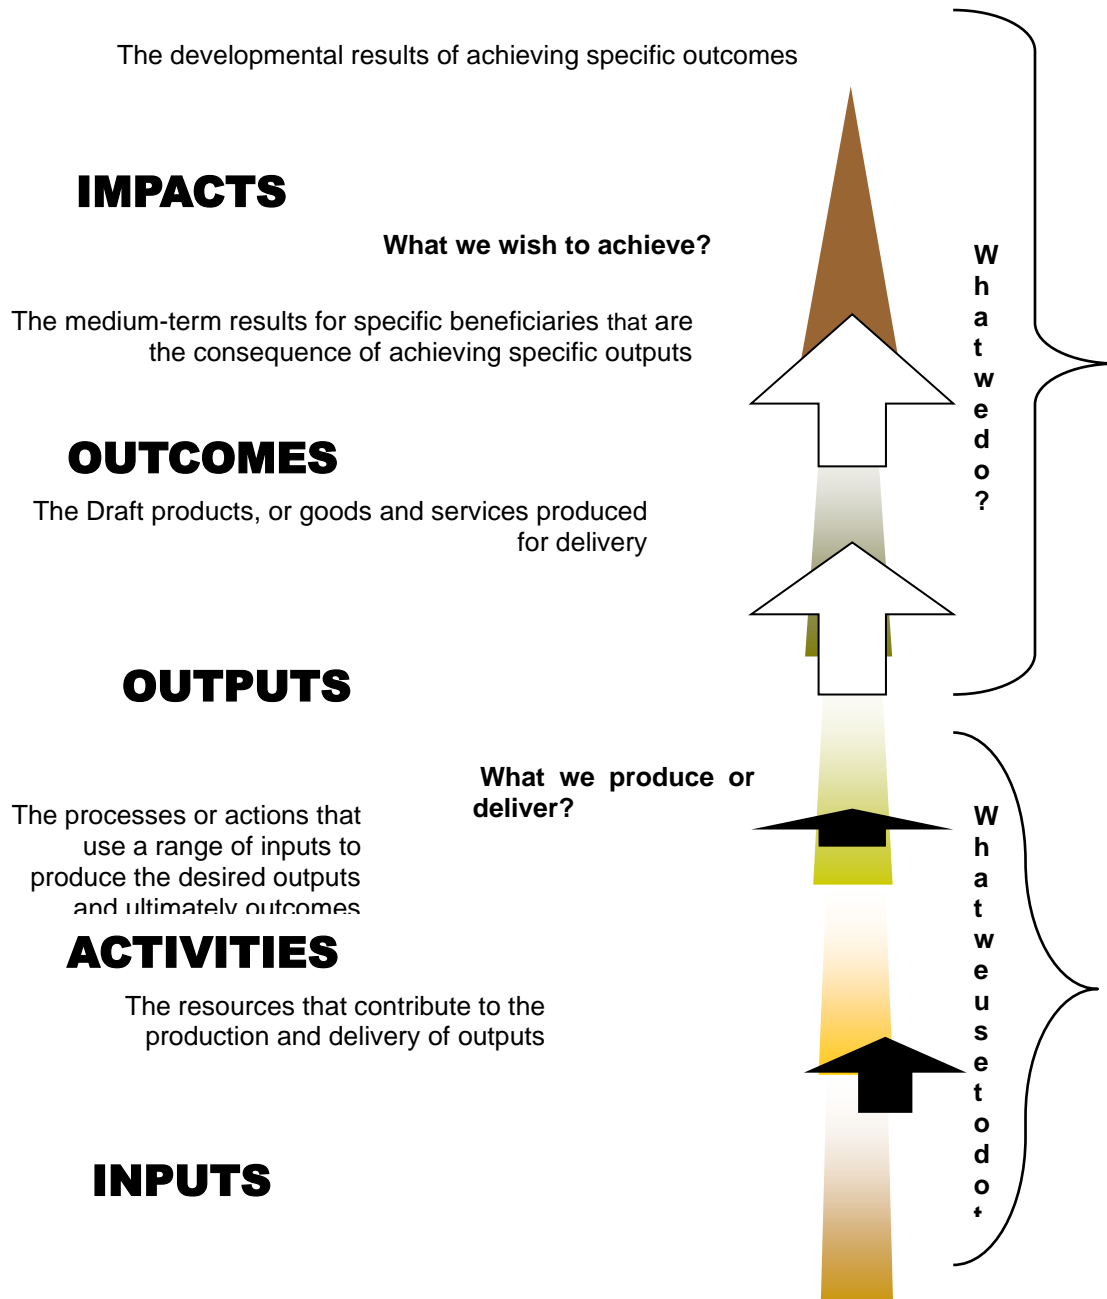 The developmental results of achieving specific outcomes
IMPACTS
What we wish to achieve?
The medium-term results for specific beneficiaries that are
the consequence of achieving specific outputs
OUTCOMES
The Draft products, or goods and services produced
for delivery
OUTPUTS
What we produce or
deliver?
The processes or actions that
use a range of inputs to
produce the desired outputs
and ultimately outcomes
ACTIVITIES
The resources that contribute to the
production and delivery of outputs
INPUTS
W
h
a
t
w
e
d
o
?
W
h
a
t
w
e
u
s
e
t
o
d
o
t